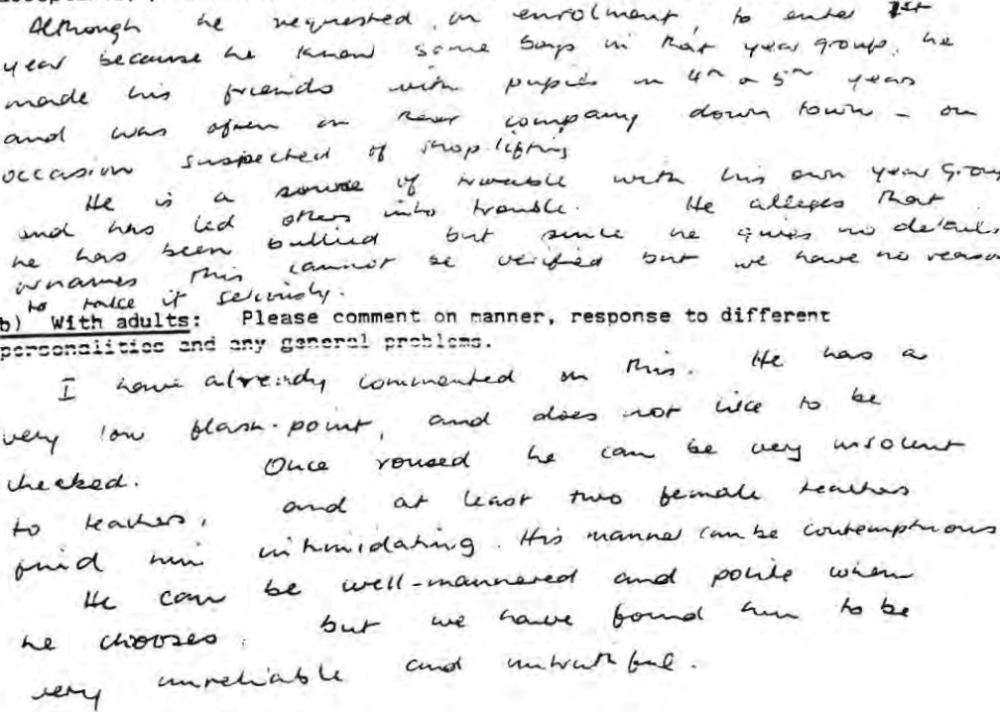 Although he requested, on enrolment, to enter 1st
year because he knew some boys in that year group, he
made his friends with pupils in 4th or 5th years
and was often in their company down town - on
occasion suspected of shop-lifting
He is a source of trouble with his own year group
and has led others into trouble. He alleges that
he has been bullied but since he gives no details
or names this cannot be verified but we have no reason
to take it seriously.
b) With adults: Please comment on manner, response to different
personalities and any general problems.
I have already commented on this. He has a
very low flash-point, and does not like to be
checked. Once roused he can be very insolent
to teachers, and at least two female teachers
find him intimidating. His manner can be contemptuous
He can be well-mannered and polite when
he chooses, but we have found him to be
very unreliable and untruthful.